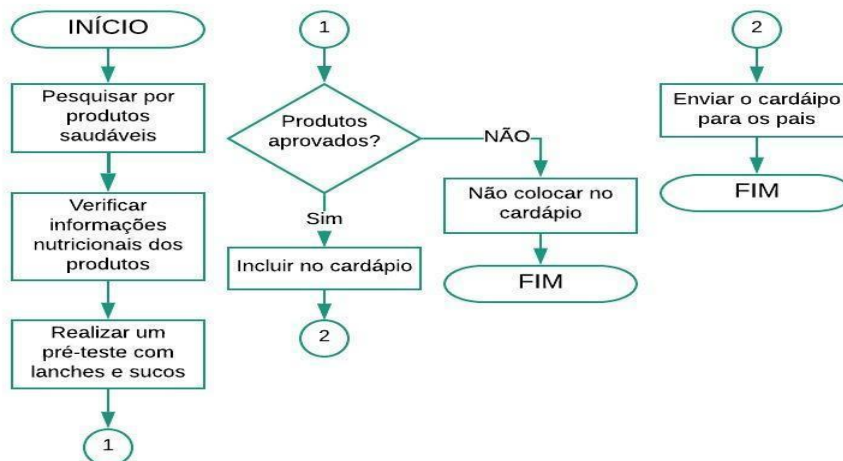 INÍCIO
Pesquisar por
produtos
saudáveis
Verificar
informações
nutricionais dos
produtos
Realizar um
pré-teste com
lanches e sucos
1
1
Produtos
aprovados?
NÃO
Não colocar no
cardápio
FIM
Sim
Incluir no cardápio
2
2
Enviar o cardáipo
para os pais
FIM